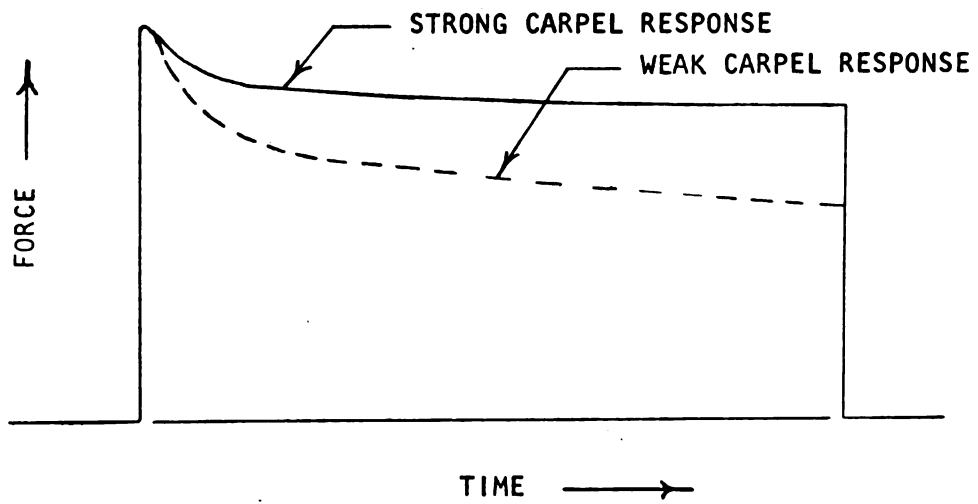 STRONG CARPEL RESPONSE
WEAK CARPEL RESPONSE
FORCE
TIME